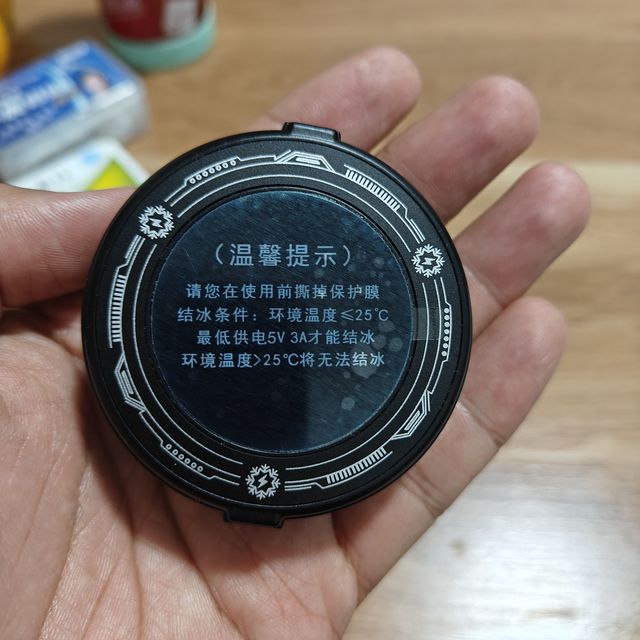 （温馨提示）
请您在使用前撕掉保护膜
结冰条件：环境温度≤25℃
最低供电5V 3A才能结冰
环境温度>25℃将无法结冰